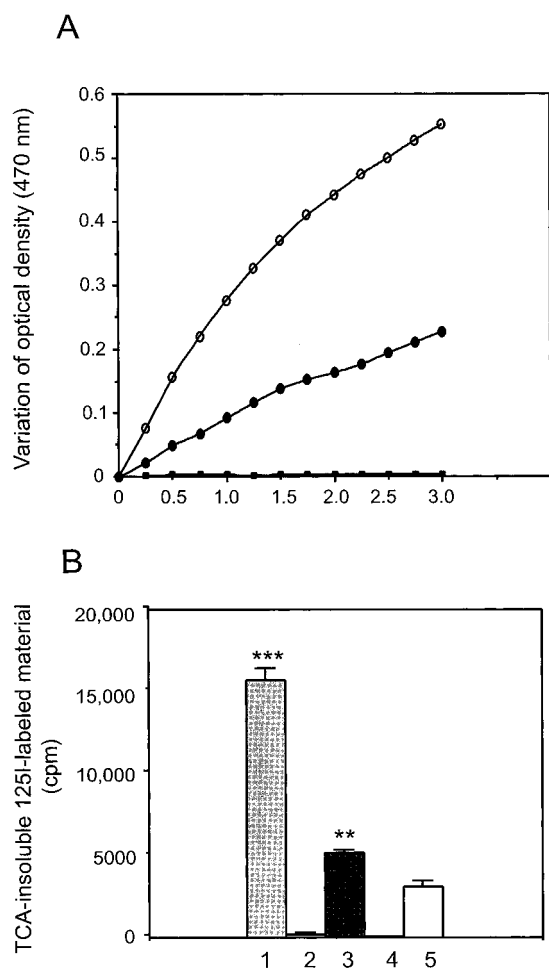 A
Variation of optical density (470 nm)
0.6
0.5
0.4
0.3
0.2
0.1
0
0 0.5 1.0 1.5 2.0 2.5 3.0
B
TCA-insoluble 125I-labeled material
(cpm)
20,000
15,000
10,000
5000
0
***
**
1 2 3 4 5